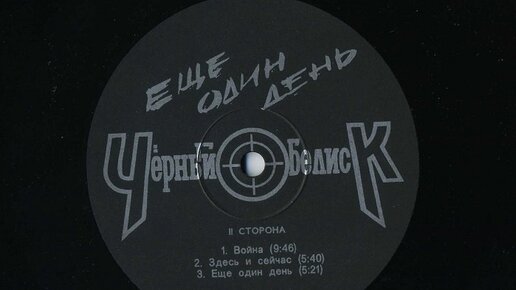 ЕЩЕ
ОДИН
ДЕНЬ
Чёрный Обелиск
II СТОРОНА
1. Война (9:46)
2. Здесь и сейчас (5:40)
3. Еще один день (5:21)